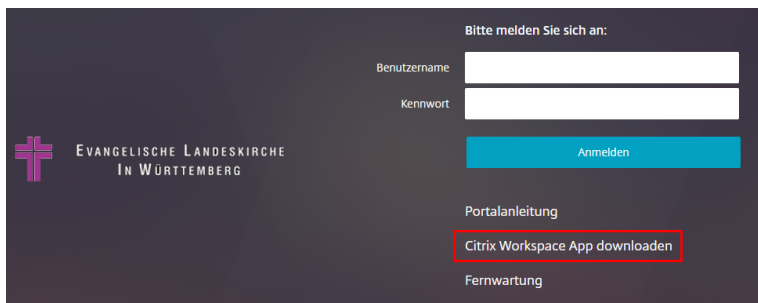 Bitte melden Sie sich an:
Benutzername
Kennwort
EVANGELISCHE LANDESKIRCHE
IN WÜRTTEMBERG
Anmelden
Portalanleitung
Citrix Workspace App downloaden
Fernwartung